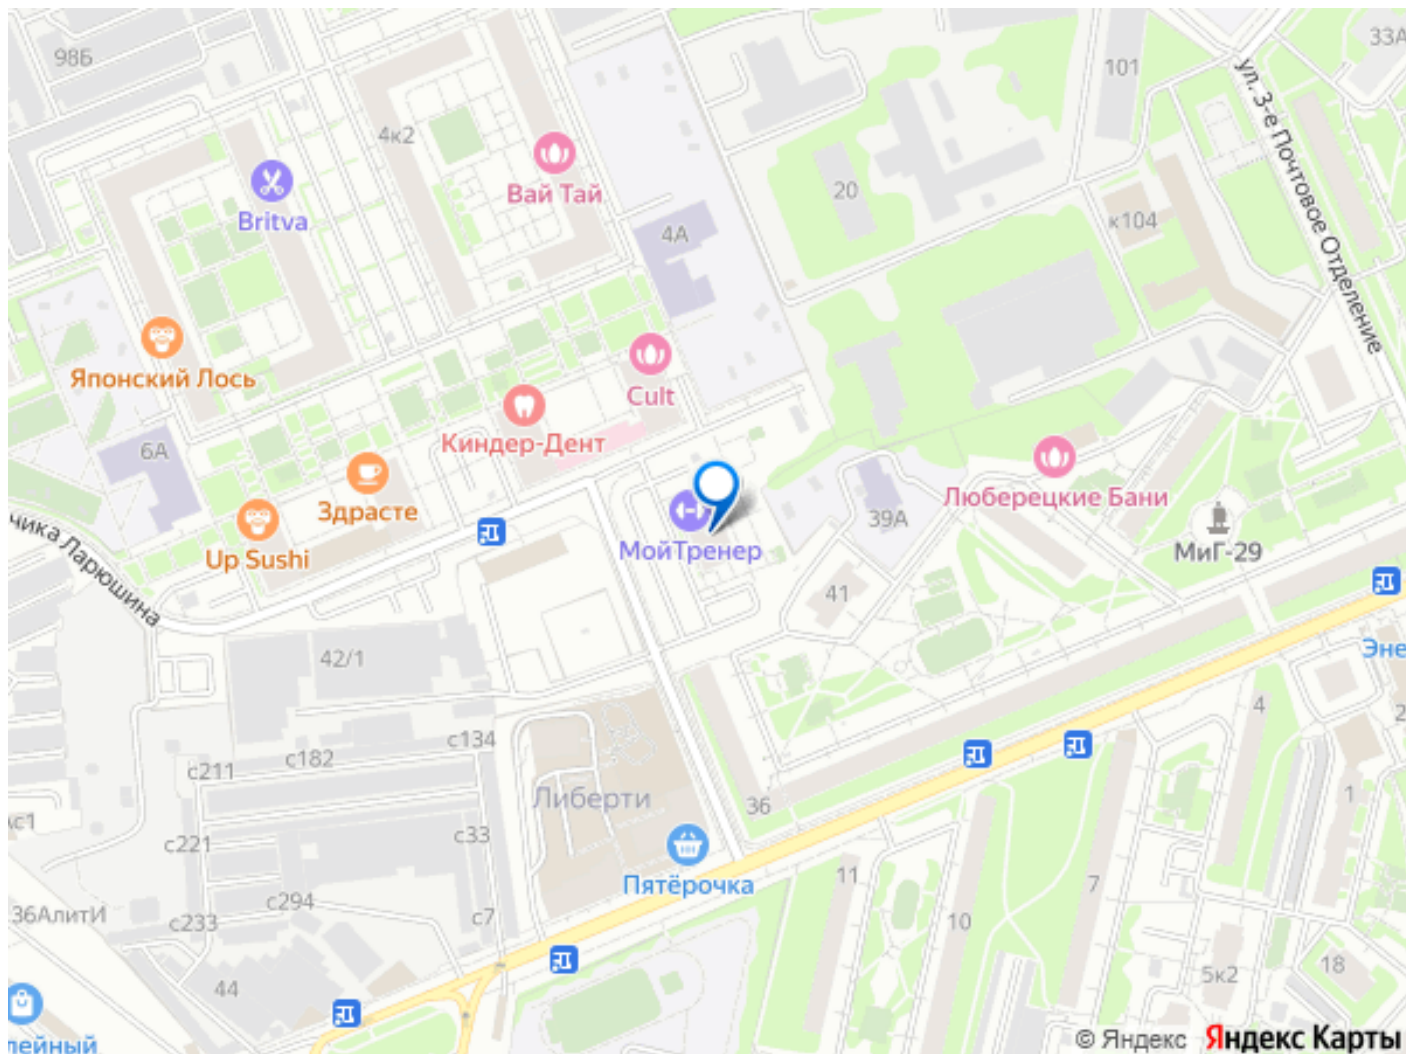 98Б
33А
101
ул. 3-е Почтовое Отделение
4к2
Вай Тай
20
Britva
4А
к104
Японский Лось
Cult
Киндер-Дент
6А
Люберецкие Бани
Здрасте
39А
чика Ларюшина
Up Sushi
МойТренер
МиГ-29
41
42/1
Эне
4
2
с134
с182
с211
Либерти
36
1
Ас1
с33
с221
Пятёрочка
11
7
36АлитИ
с294
с233
с7
10
18
5к2
44
лейный
© Яндекс Яндекс Карты